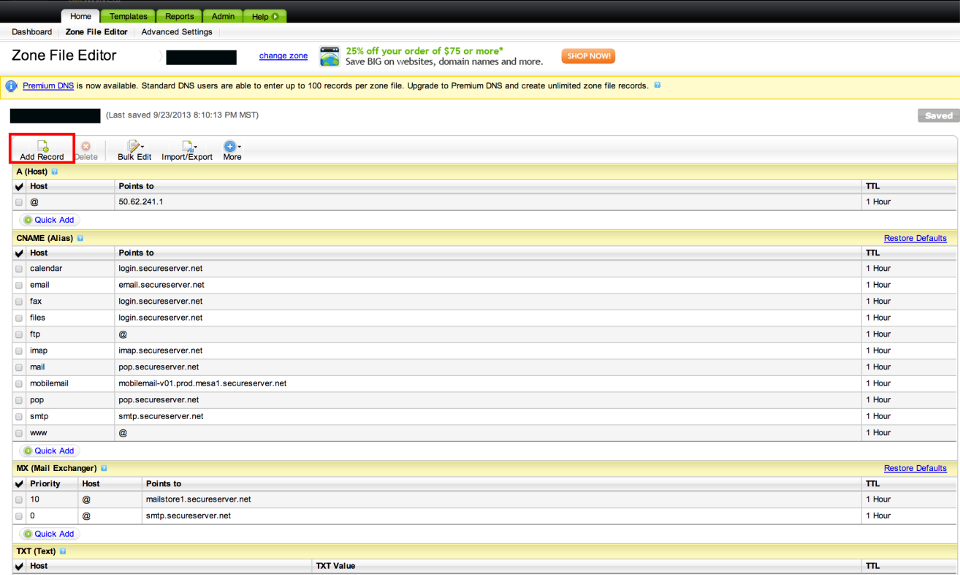 Home Templates Reports Admin Help
Dashboard Zone File Editor Advanced Settings
Zone File Editor change zone 25% off your order of $75 or more* SHOP NOW!
Save BIG on websites, domain names and more.
Premium DNS is now available. Standard DNS users are able to enter up to 100 records per zone file. Upgrade to Premium DNS and create unlimited zone file records. ?
(Last saved 9/23/2013 8:10:13 PM MST) Saved
Add Record Delete Bulk Edit Import/Export More
A (Host) ?
Host Points to TTL
@ 50.62.241.1 1 Hour
Quick Add
CNAME (Alias) ? Restore Defaults
Host Points to TTL
calendar login.secureserver.net 1 Hour
email email.secureserver.net 1 Hour
fax login.secureserver.net 1 Hour
files login.secureserver.net 1 Hour
ftp @ 1 Hour
imap imap.secureserver.net 1 Hour
mail pop.secureserver.net 1 Hour
mobilemail mobilemail-v01.prod.mesa1.secureserver.net 1 Hour
pop pop.secureserver.net 1 Hour
smtp smtp.secureserver.net 1 Hour
www @ 1 Hour
Quick Add
MX (Mail Exchanger) ? Restore Defaults
Priority Host Points to TTL
10 @ mailstore1.secureserver.net 1 Hour
0 @ smtp.secureserver.net 1 Hour
Quick Add
TXT (Text) ?
Host TXT Value TTL